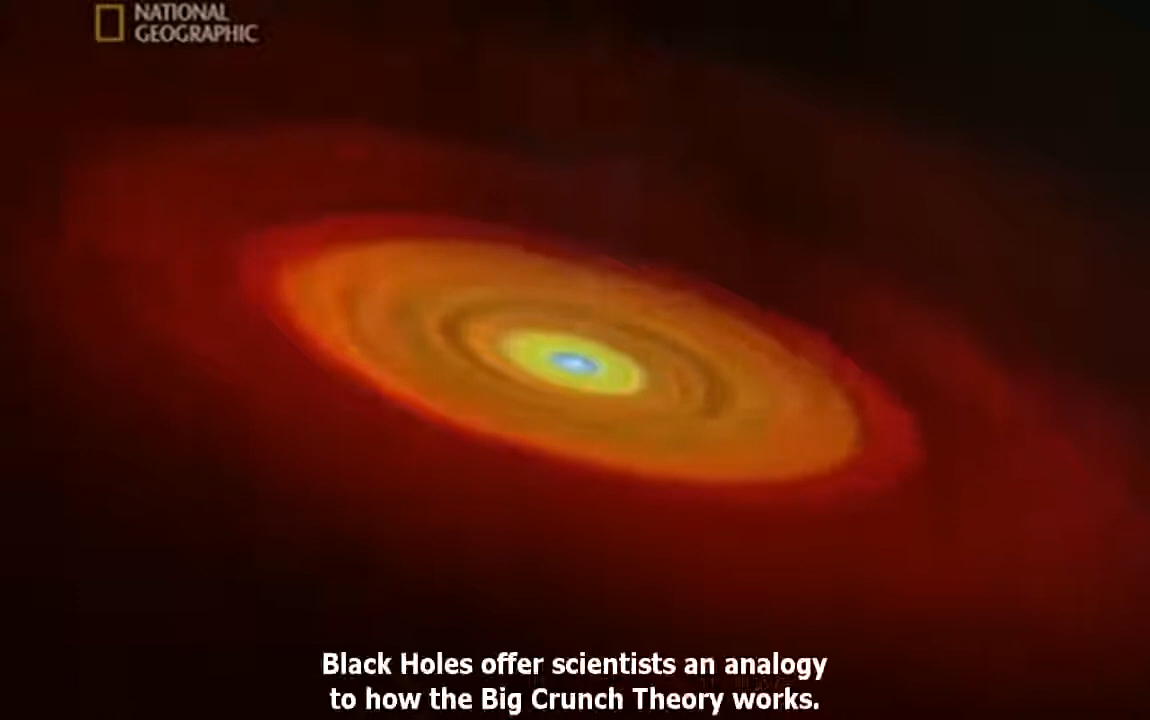 NATIONAL
GEOGRAPHIC
Black Holes offer scientists an analogy
to how the Big Crunch Theory works.